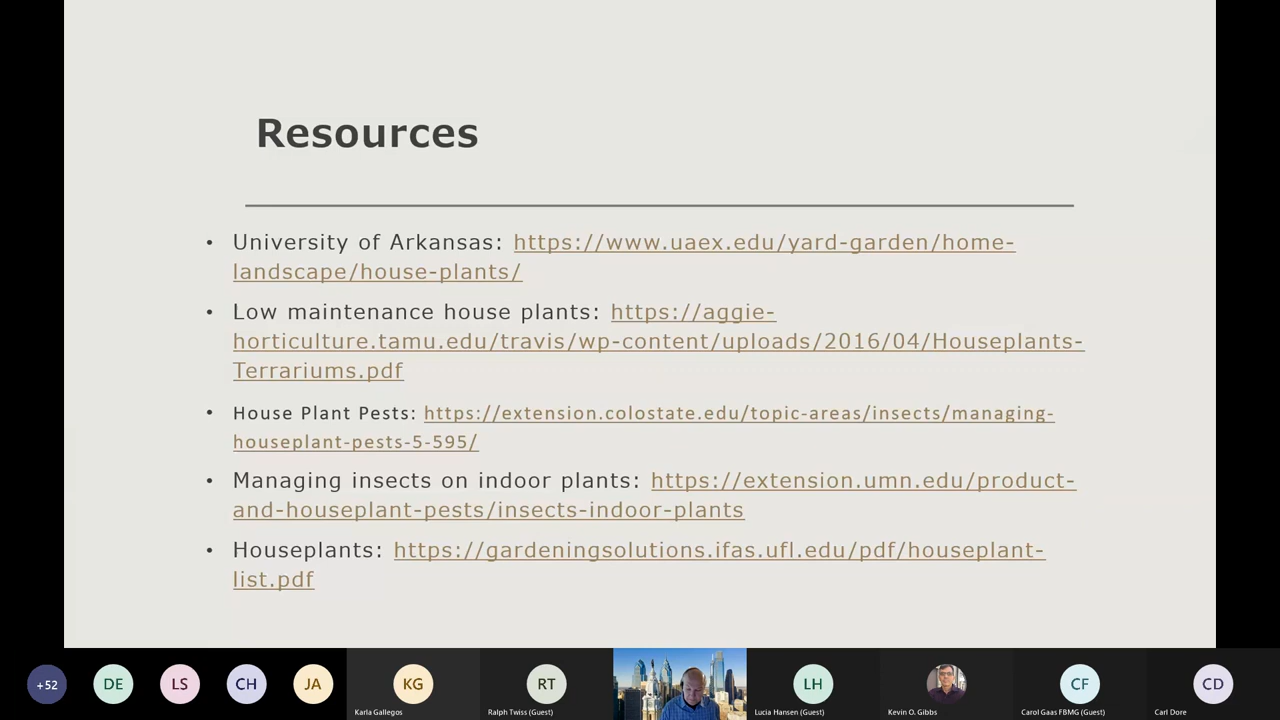 Resources
• University of Arkansas: https://www.uaex.edu/yard-garden/home-
landscape/house-plants/
• Low maintenance house plants: https://aggie-
horticulture.tamu.edu/travis/wp-content/uploads/2016/04/Houseplants-
Terrariums.pdf
• House Plant Pests: https://extension.colostate.edu/topic-areas/insects/managing-
houseplant-pests-5-595/
• Managing insects on indoor plants: https://extension.umn.edu/product-
and-houseplant-pests/insects-indoor-plants
• Houseplants: https://gardeningsolutions.ifas.ufl.edu/pdf/houseplant-
list.pdf
+52 DE LS CH JA KG RT LH CF CD
Karla Gallegos Ralph Twiss (Guest) Lucia Hansen (Guest) Kevin O. Gibbs Carol Gaas FBMG (Guest) Carl Dore